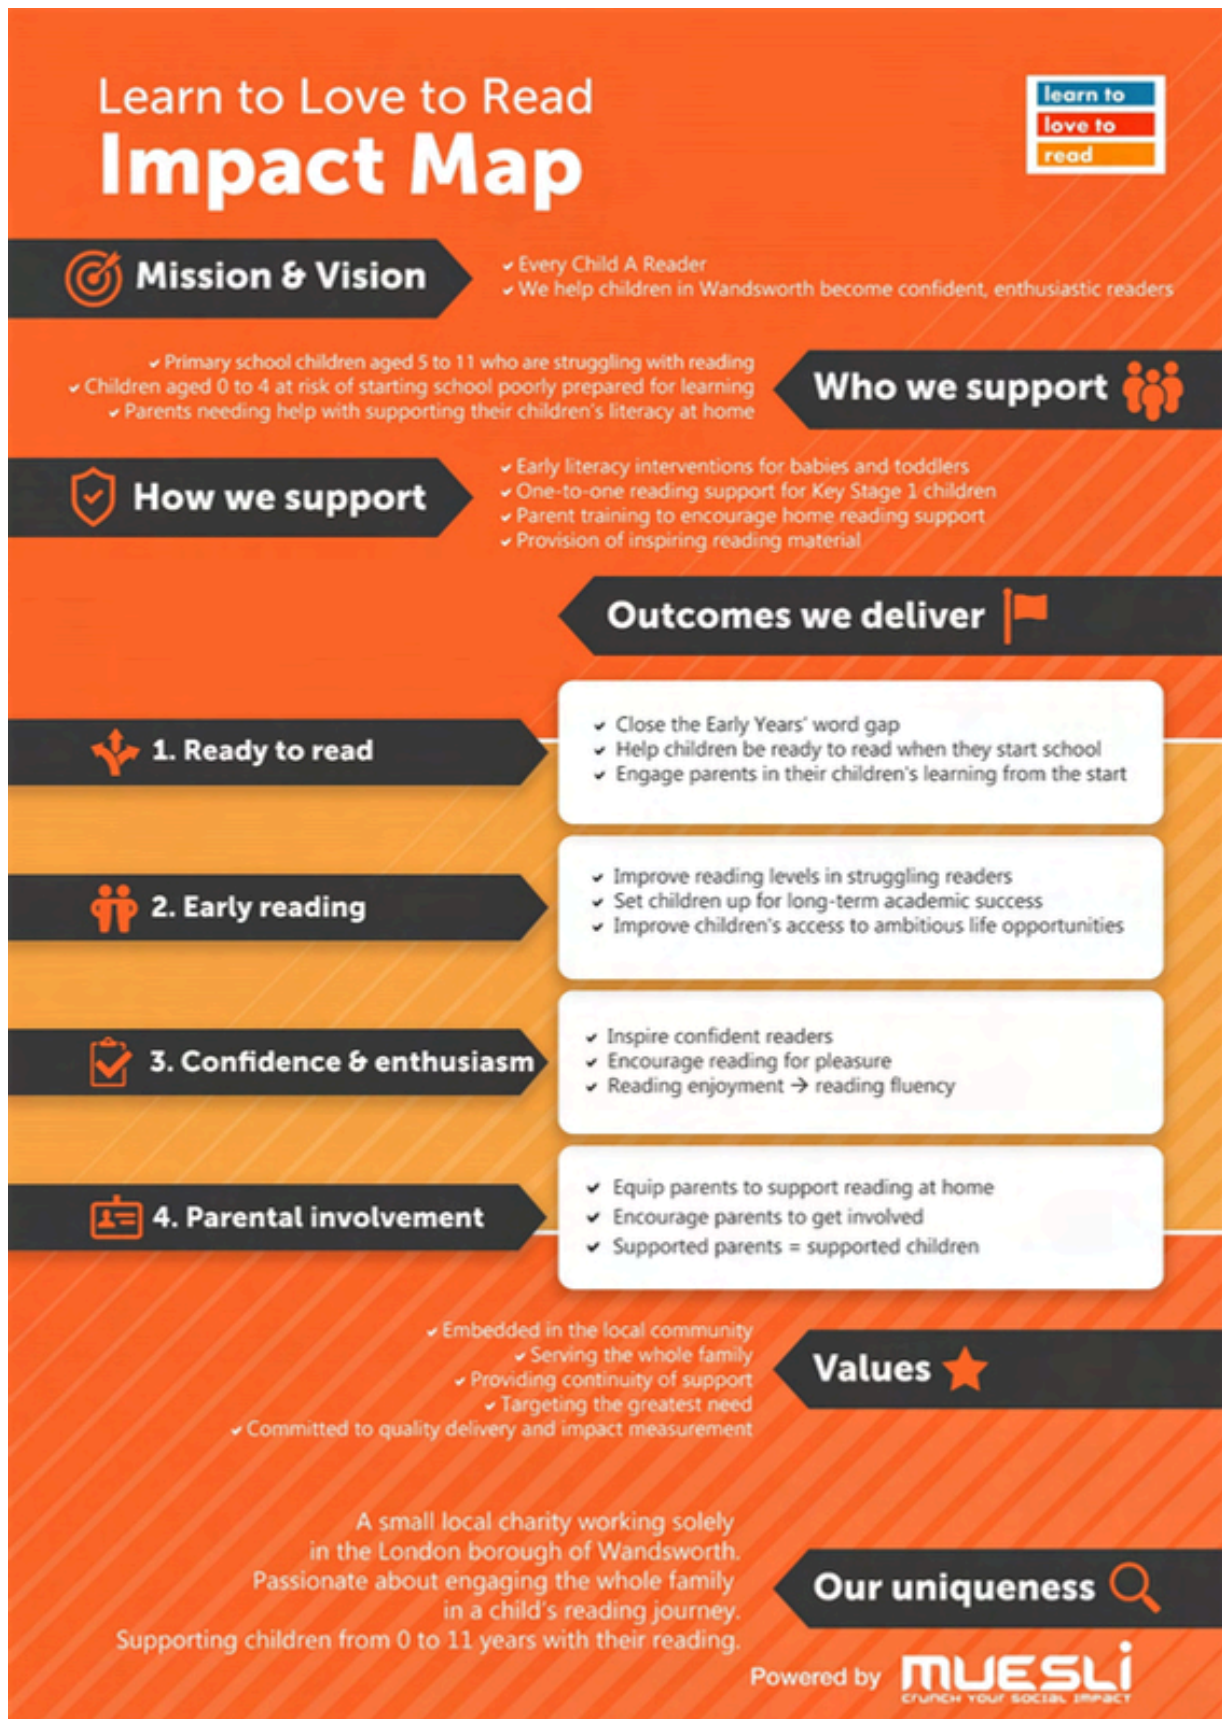 Learn to Love to Read
Impact Map
learn to
love to
read
Mission & Vision
✔ Every Child A Reader
✔ We help children in Wandsworth become confident, enthusiastic readers
✔ Primary school children aged 5 to 11 who are struggling with reading
✔ Children aged 0 to 4 at risk of starting school poorly prepared for learning
✔ Parents needing help with supporting their children's literacy at home
Who we support
How we support
✔ Early literacy interventions for babies and toddlers
✔ One-to-one reading support for Key Stage 1 children
✔ Parent training to encourage home reading support
✔ Provision of inspiring reading material
Outcomes we deliver
1. Ready to read
✔ Close the Early Years' word gap
✔ Help children be ready to read when they start school
✔ Engage parents in their children's learning from the start
2. Early reading
✔ Improve reading levels in struggling readers
✔ Set children up for long-term academic success
✔ Improve children's access to ambitious life opportunities
3. Confidence & enthusiasm
✔ Inspire confident readers
✔ Encourage reading for pleasure
✔ Reading enjoyment → reading fluency
4. Parental involvement
✔ Equip parents to support reading at home
✔ Encourage parents to get involved
✔ Supported parents = supported children
✔ Embedded in the local community
✔ Serving the whole family
✔ Providing continuity of support
✔ Targeting the greatest need
✔ Committed to quality delivery and impact measurement
Values
A small local charity working solely
in the London borough of Wandsworth.
Passionate about engaging the whole family
in a child's reading journey.
Supporting children from 0 to 11 years with their reading.
Our uniqueness
Powered by MUESLi
CRUNCH YOUR SOCIAL IMPACT